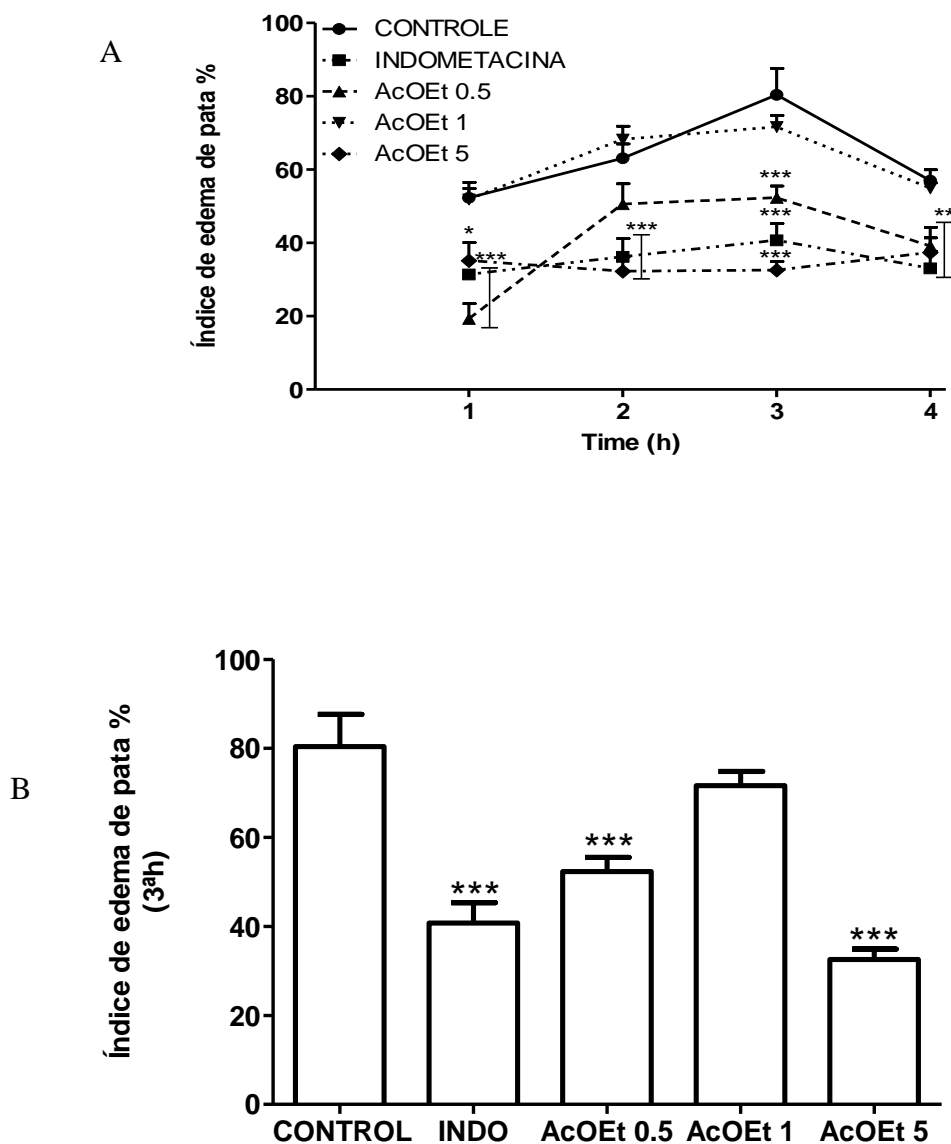 A
CONTROLE
INDOMETACINA
AcOEt 0.5
AcOEt 1
AcOEt 5
Índice de edema de pata %
100
80
60
40
20
0
*
***
***
***
***
***
**
1 2 3 4
Time (h)
B
Índice de edema de pata %
(3ªh)
100
80
60
40
20
0
***
***
***
CONTROL INDO AcOEt 0.5 AcOEt 1 AcOEt 5